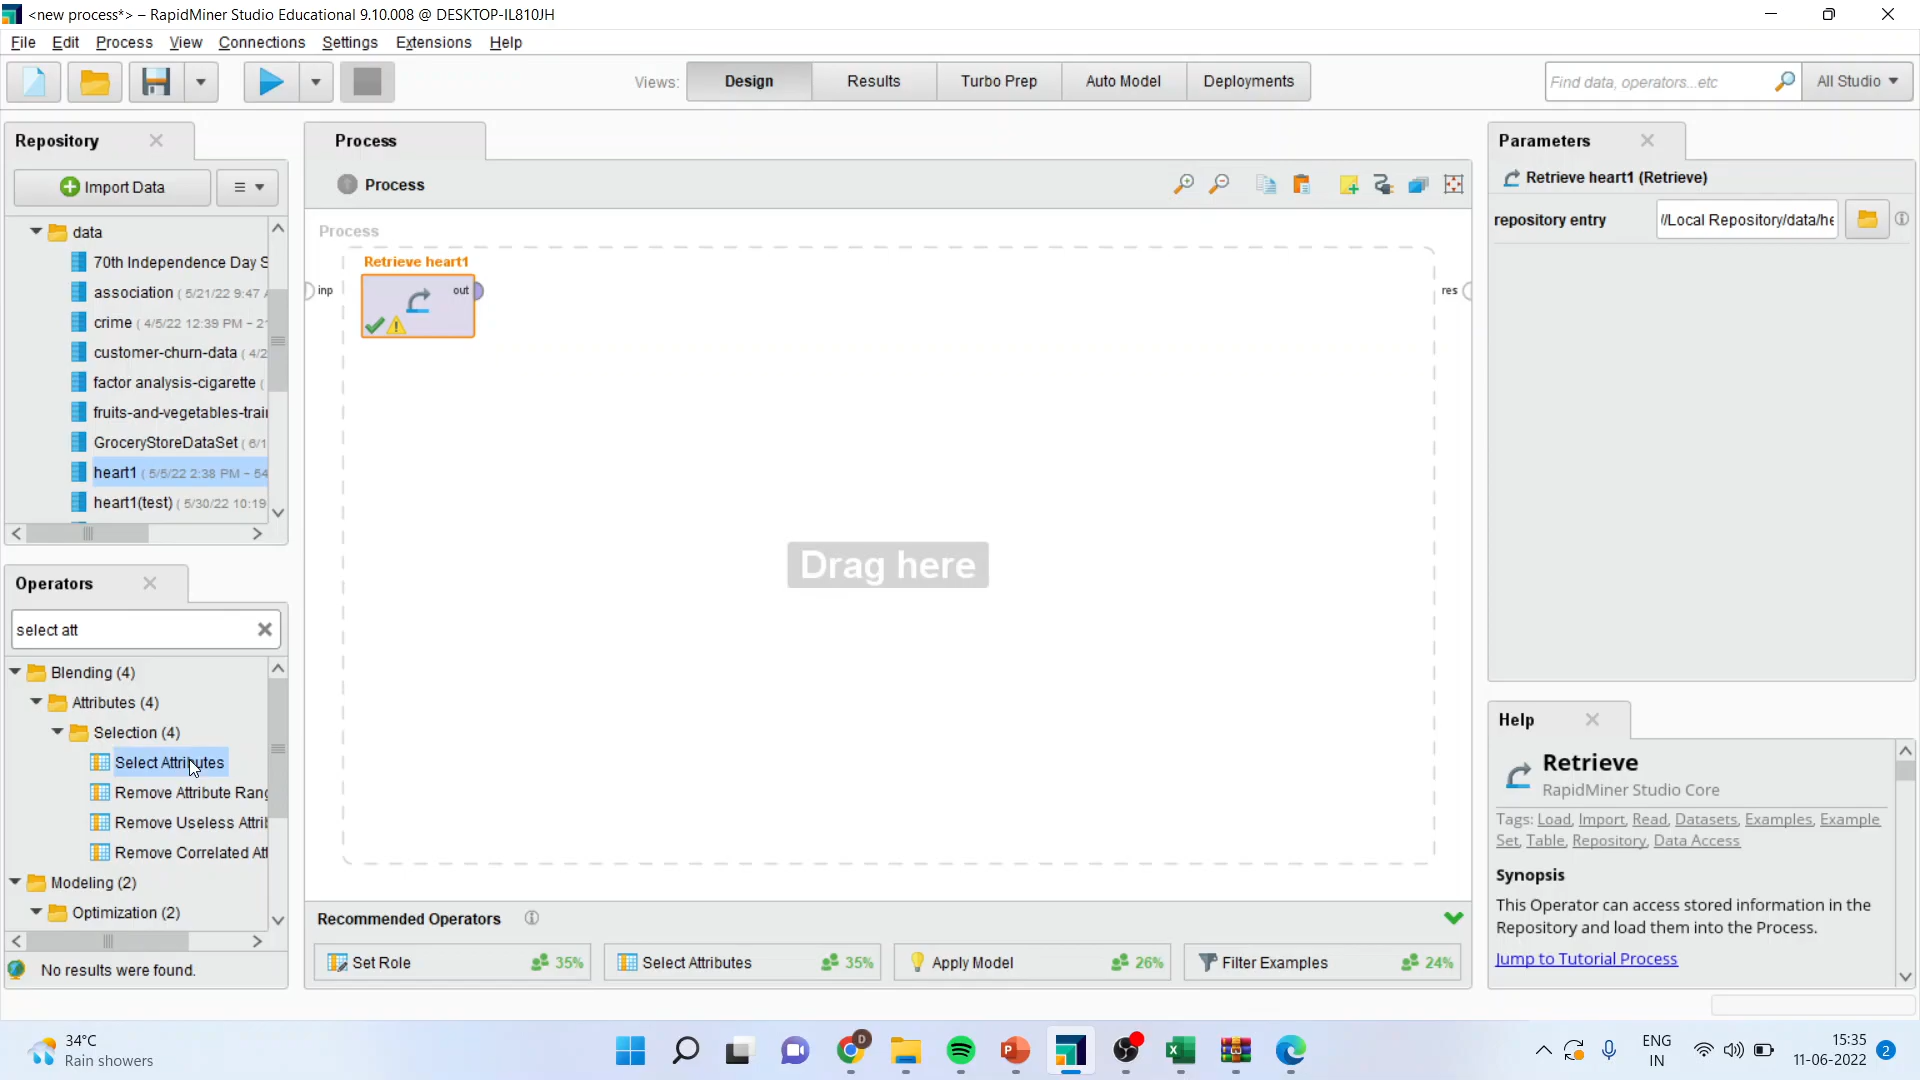 <new process*> – RapidMiner Studio Educational 9.10.008 @ DESKTOP-IL810JH
File Edit Process View Connections Settings Extensions Help
Views: Design Results Turbo Prep Auto Model Deployments
Find data, operators...etc All Studio
Repository
Import Data
data
70th Independence Day S
association ( 5/21/22 9:47
crime ( 4/5/22 12:39 PM – 2
customer-churn-data ( 4/2
factor analysis-cigarette (
fruits-and-vegetables-trai
GroceryStoreDataSet ( 6/1
heart1 ( 5/5/22 2:38 PM – 54
heart1(test) ( 5/30/22 10:19
Operators
select att
Blending (4)
Attributes (4)
Selection (4)
Select Attributes
Remove Attribute Rang
Remove Useless Attrib
Remove Correlated Att
Modeling (2)
Optimization (2)
No results were found.
Process
Process
Process
Retrieve heart1
inp
out
res
Drag here
Recommended Operators
Set Role 35%
Select Attributes 35%
Apply Model 26%
Filter Examples 24%
Parameters
Retrieve heart1 (Retrieve)
repository entry //Local Repository/data/he
Help
Retrieve
RapidMiner Studio Core
Tags: Load, Import, Read, Datasets, Examples, Example
Set, Table, Repository, Data Access
Synopsis
This Operator can access stored information in the
Repository and load them into the Process.
Jump to Tutorial Process
34°C
Rain showers
ENG
IN
15:35
11-06-2022
2